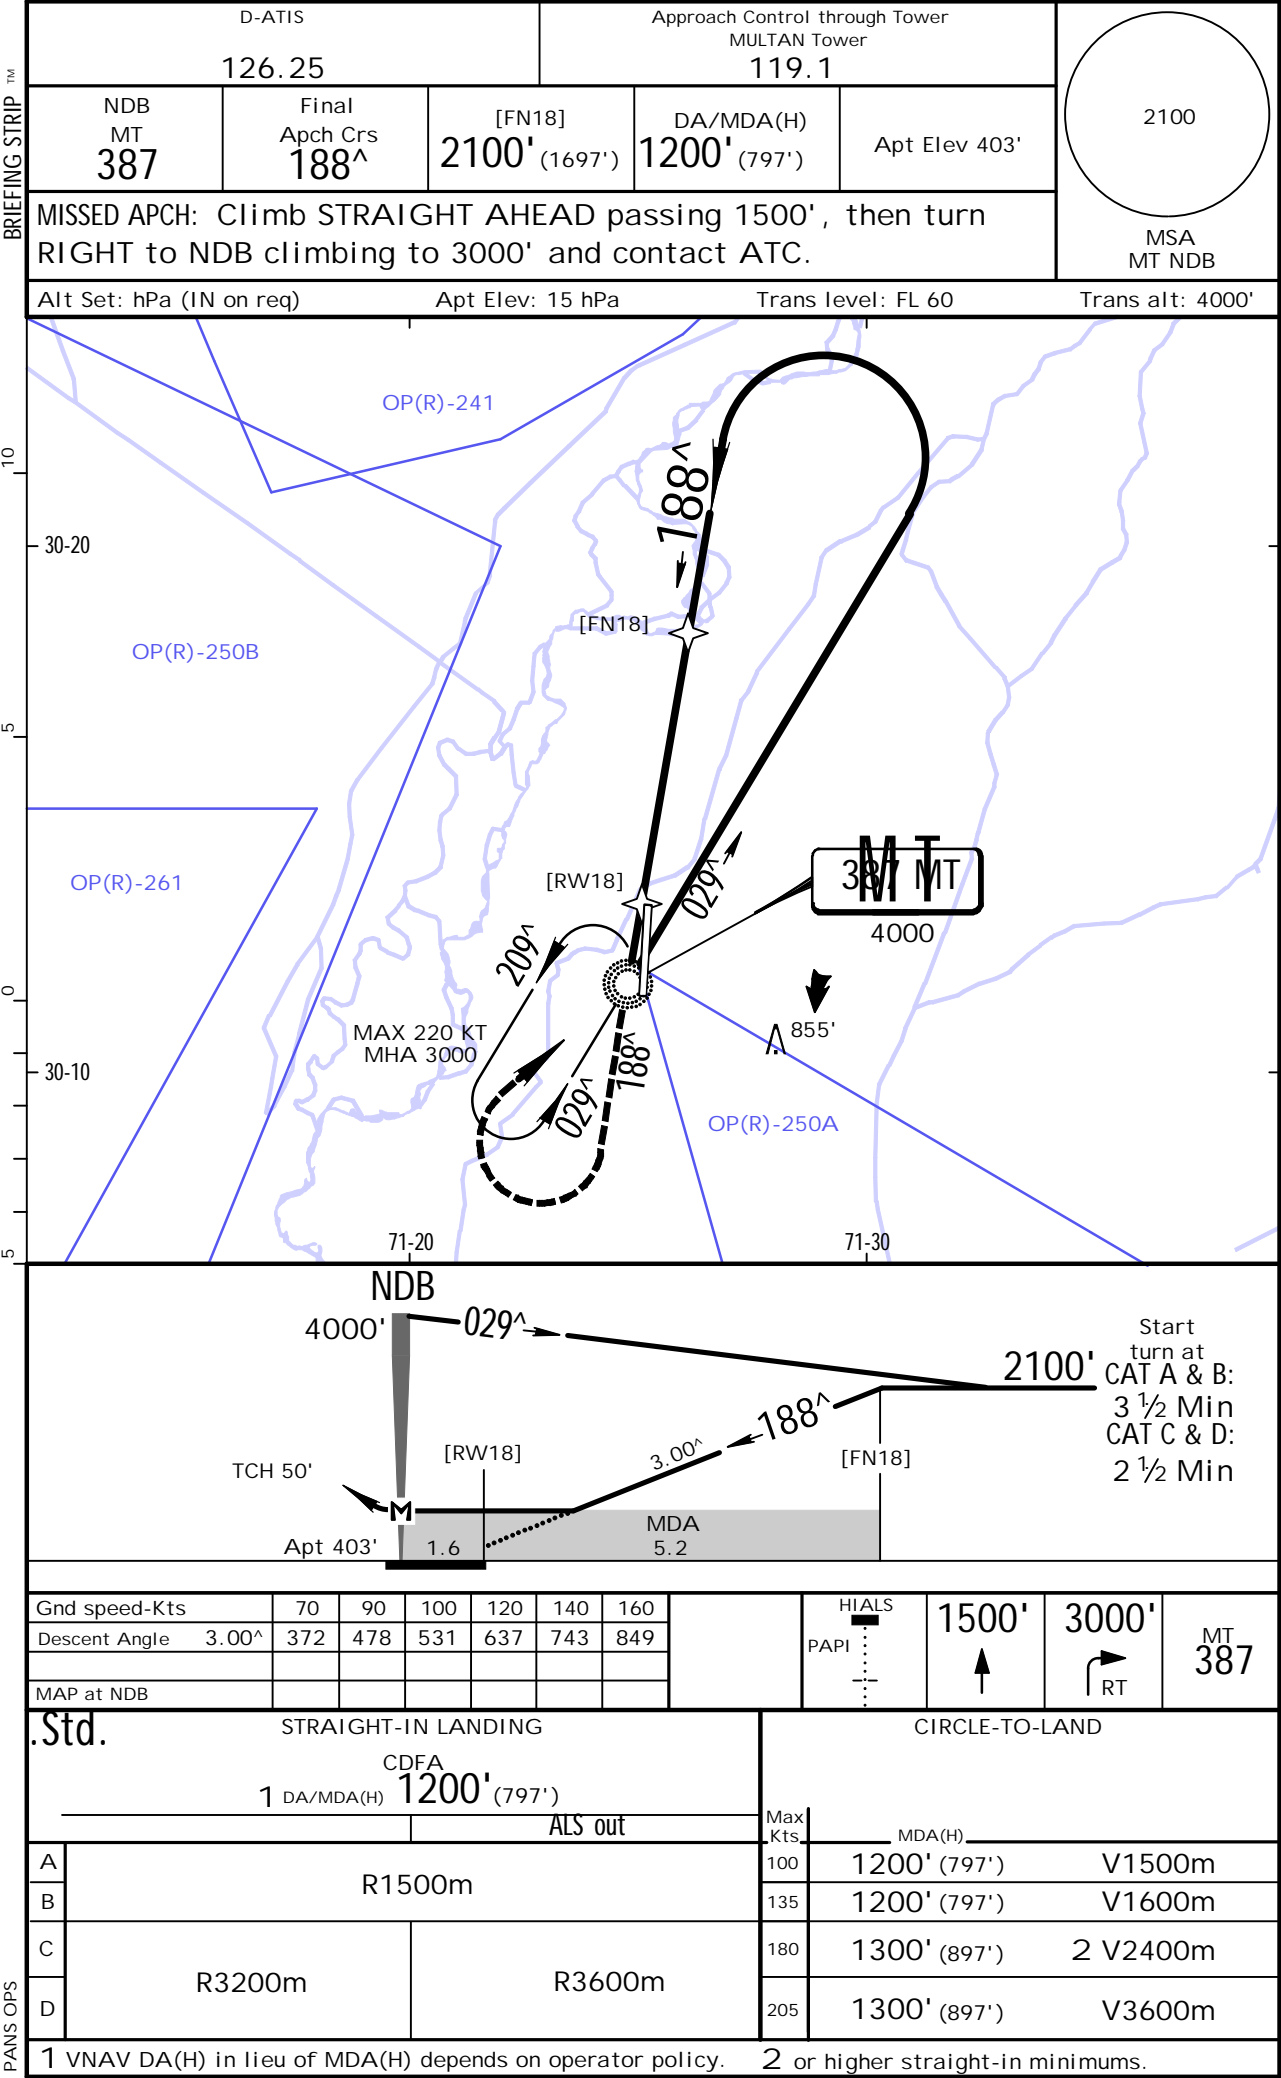 BRIEFING STRIP TM
D-ATIS
126.25
Approach Control through Tower
MULTAN Tower
119.1
NDB
MT
387
Final
Apch Crs
188^
[FN18]
2100' (1697')
DA/MDA(H)
1200' (797')
Apt Elev 403'
2100
MSA
MT NDB
MISSED APCH: Climb STRAIGHT AHEAD passing 1500', then turn
RIGHT to NDB climbing to 3000' and contact ATC.
Alt Set: hPa (IN on req) Apt Elev: 15 hPa Trans level: FL 60 Trans alt: 4000'
OP(R)-241
10
188^
30-20
[FN18]
OP(R)-250B
5
OP(R)-261
[RW18]
029^
M T
387 MT
4000
209^
0
MAX 220 KT
MHA 3000
855'
188^
30-10
029^
OP(R)-250A
5
71-20
71-30
NDB
4000'
029^
2100'
Start
turn at
CAT A & B:
3 ½ Min
CAT C & D:
2 ½ Min
188^
3.00^
[RW18]
[FN18]
TCH 50'
M
MDA
Apt 403'
1.6
5.2
Gnd speed-Kts 70 90 100 120 140 160
Descent Angle 3.00^ 372 478 531 637 743 849
MAP at NDB
HIALS
PAPI
1500'
3000'
RT
MT
387
.Std.
STRAIGHT-IN LANDING
CDFA
1 DA/MDA(H) 1200' (797')
ALS out
CIRCLE-TO-LAND
Max
Kts
MDA(H)
A
B
C
D
R1500m
R3200m
R3600m
100 1200' (797') V1500m
135 1200' (797') V1600m
180 1300' (897') 2 V2400m
205 1300' (897') V3600m
PANS OPS
1 VNAV DA(H) in lieu of MDA(H) depends on operator policy. 2 or higher straight-in minimums.